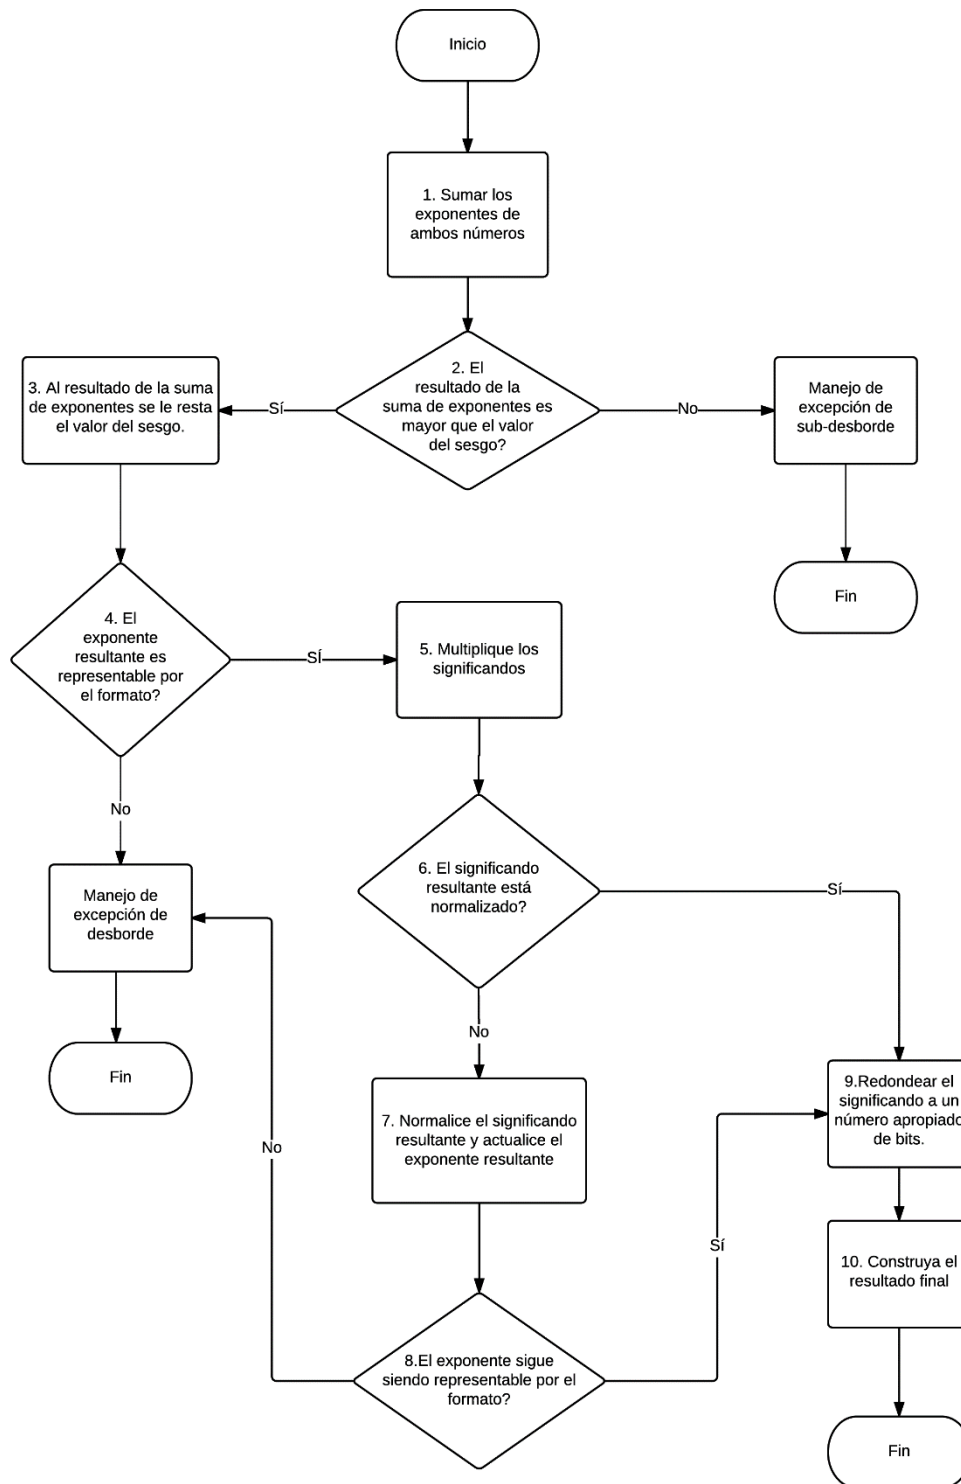 Inicio
1. Sumar los
exponentes de
ambos números
2. El
resultado de la
suma de exponentes es
mayor que el valor
del sesgo?
Sí
No
3. Al resultado de la suma
de exponentes se le resta
el valor del sesgo.
Manejo de
excepción de
sub-desborde
Fin
4. El
exponente
resultante es
representable por
el formato?
SÍ
5. Multiplique los
significandos
No
6. El significando
resultante está
normalizado?
Sí
Manejo de
excepción de
desborde
Fin
No
7. Normalice el significando
resultante y actualice el
exponente resultante
9.Redondear el
significando a un
número apropiado
de bits.
No
Sí
10. Construya el
resultado final
8.El exponente sigue
siendo representable por el
formato?
Fin